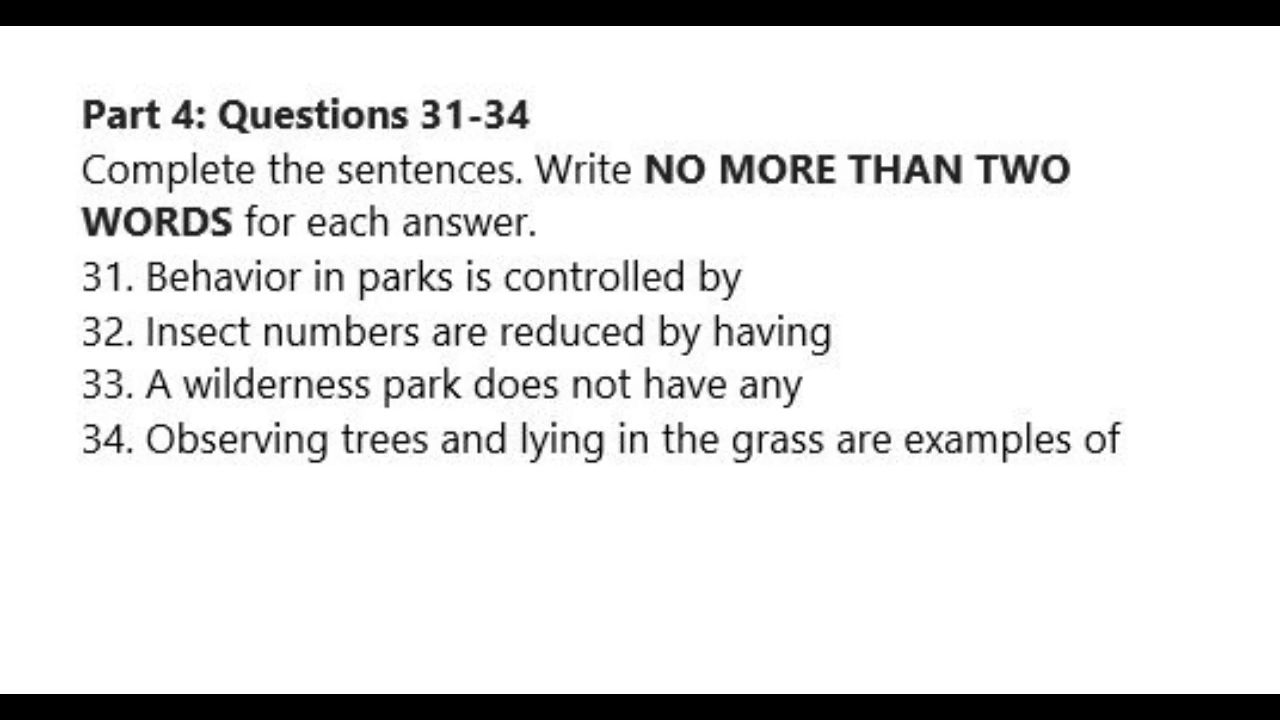 Part 4: Questions 31-34
Complete the sentences. Write NO MORE THAN TWO
WORDS for each answer.
31. Behavior in parks is controlled by
32. Insect numbers are reduced by having
33. A wilderness park does not have any
34. Observing trees and lying in the grass are examples of